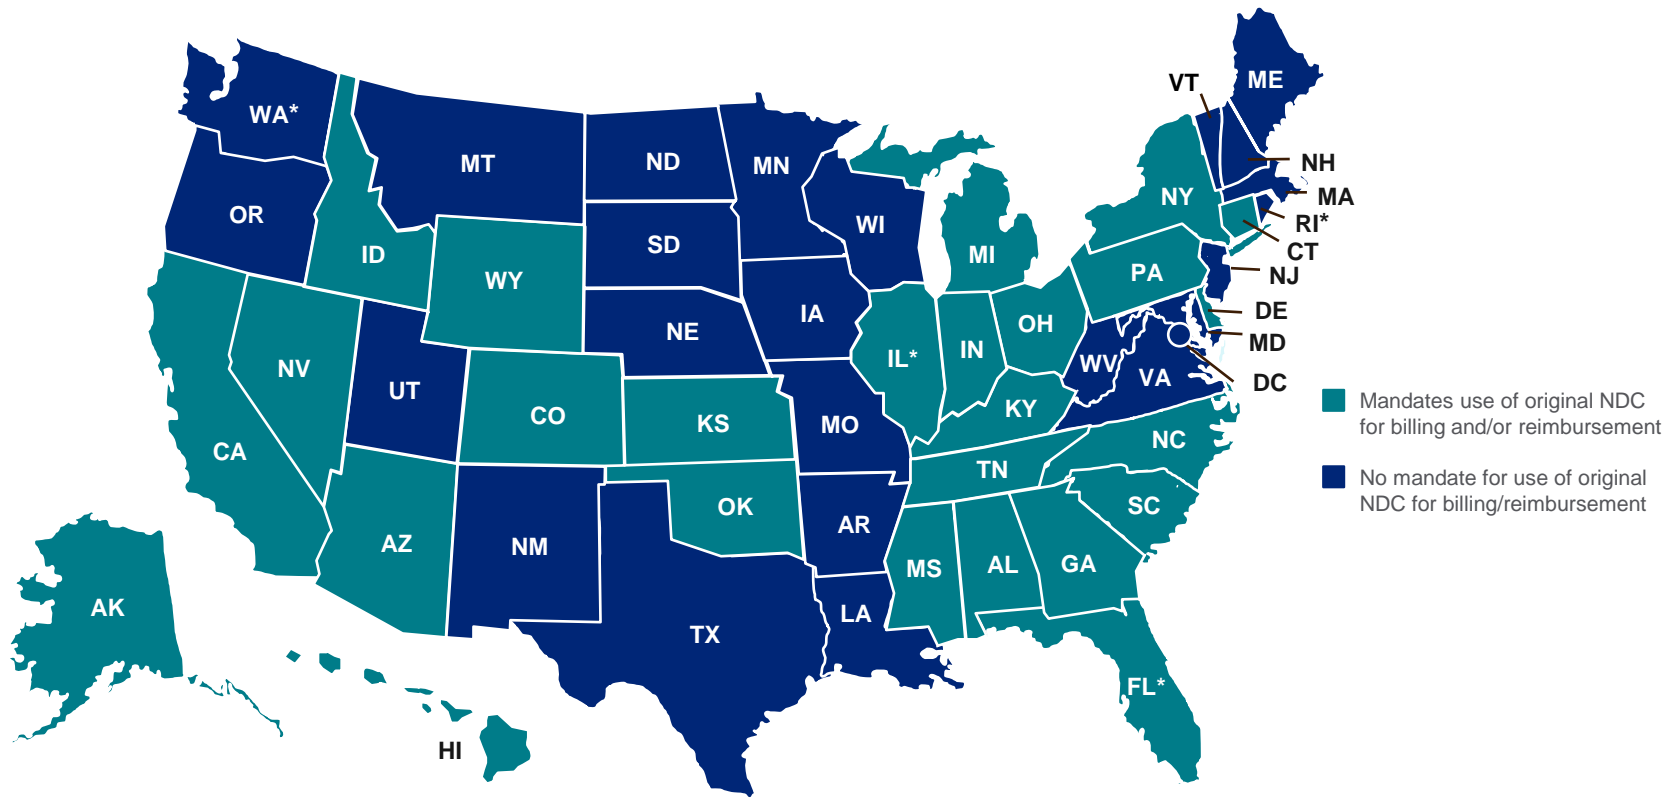 ME
VT
WA*
MT
ND
MN
NH
MA
NY
OR
WI
RI*
SD
CT
ID
MI
PA
NJ
WY
DE
IA
OH
NE
MD
IN
IL*
WV
NV
VA
DC
UT
Mandates use of original NDC
for billing and/or reimbursement
KY
CO
KS
MO
NC
CA
TN
No mandate for use of original
NDC for billing/reimbursement
OK
SC
AR
AZ
NM
GA
AL
MS
AK
LA
TX
FL*
HI